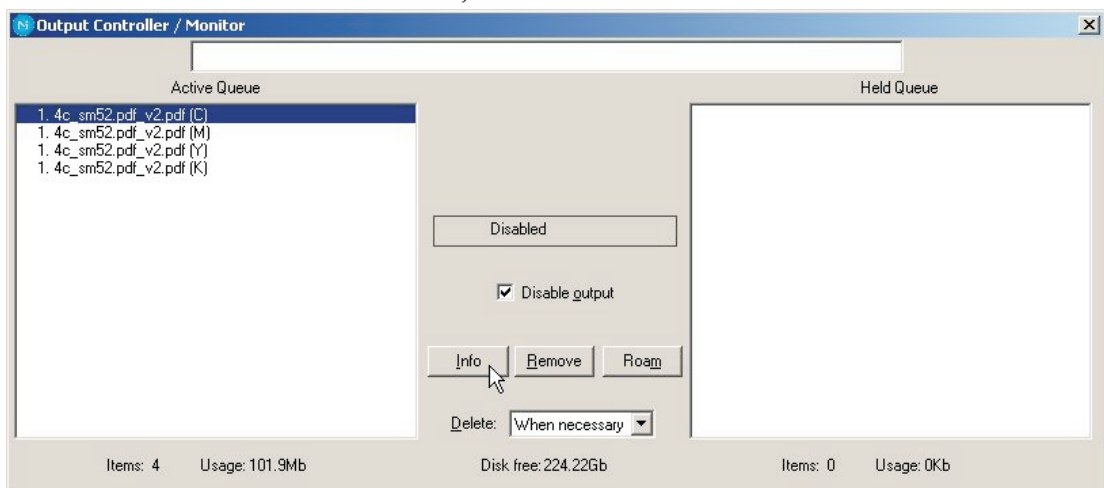 Output Controller / Monitor
Active Queue
Held Queue
1. 4c_sm52.pdf_v2.pdf (C)
1. 4c_sm52.pdf_v2.pdf (M)
1. 4c_sm52.pdf_v2.pdf (Y)
1. 4c_sm52.pdf_v2.pdf (K)
Disabled
Disable output
Info
Remove
Roam
Delete: When necessary
Items: 4 Usage: 101.9Mb
Disk free: 224.22Gb
Items: 0 Usage: 0Kb